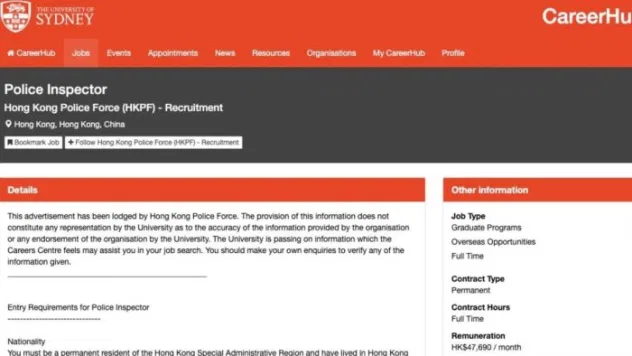 THE UNIVERSITY OF
SYDNEY
CareerHu
CareerHub Jobs Events Appointments News Resources Organisations My CareerHub Profile
Police Inspector
Hong Kong Police Force (HKPF) - Recruitment
Hong Kong, Hong Kong, China
Bookmark Job + Follow Hong Kong Police Force (HKPF) - Recruitment
Details
This advertisement has been lodged by Hong Kong Police Force. The provision of this information does not
constitute any representation by the University as to the accuracy of the information provided by the organisation
or any endorsement of the organisation by the University. The University is passing on information which the
Careers Centre feels may assist you in your job search. You should make your own enquiries to verify any of the
information given.
Entry Requirements for Police Inspector
------------------------------
Nationality
You must be a permanent resident of the Hong Kong Special Administrative Region and have lived in Hong Kong
Other information
Job Type
Graduate Programs
Overseas Opportunities
Full Time
Contract Type
Permanent
Contract Hours
Full Time
Remuneration
HK$47,690 / month